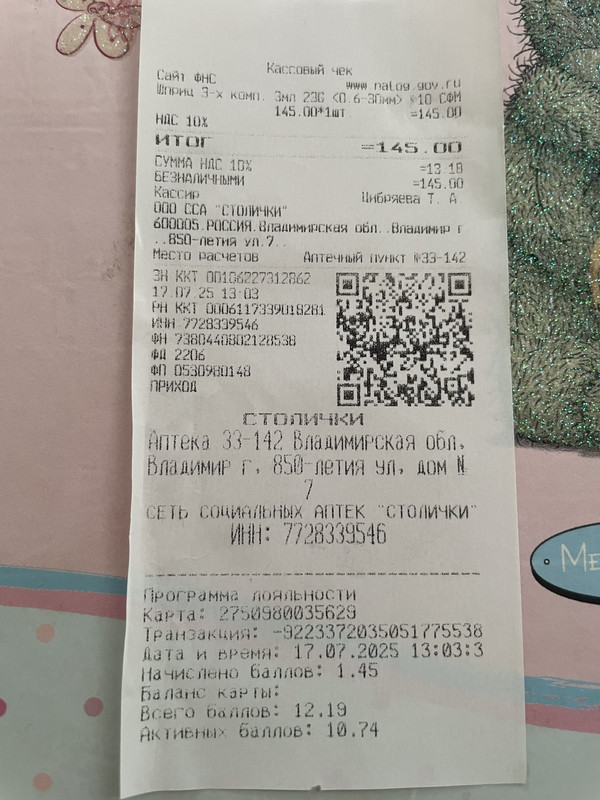 Кассовый чек
Сайт ФНС www.nalog.gov.ru
Шприц 3-х комп. 3мл 23G <0.6-30мм> №10 СФМ
145.00*1шт. =145.00
НДС 10%
ИТОГ =145.00
СУММА НДС 10% =13.18
БЕЗНАЛИЧНЫМИ =145.00
Кассир Цибряева Т. А.
ООО ССА "СТОЛИЧКИ"
600005.РОССИЯ.Владимирская обл..Владимир г
..850-летия ул.7..
Место расчетов Аптечный пункт №33-142
ЗН ККТ 00106227312862
17.07.25 13:03
РН ККТ 0006117339018281
ИНН 7728339546
ФН 7380440802128538
ФД 2206
ФП 0530980148
ПРИХОД
СТОЛИЧКИ
Аптека 33-142 Владимирская обл,
Владимир г, 850-летия ул, дом №
7
СЕТЬ СОЦИАЛЬНЫХ АПТЕК "СТОЛИЧКИ"
ИНН: 7728339546
Программа лояльности
Карта: 2750980035629
Транзакция: -9223372035051775538
Дата и время: 17.07.2025 13:03:3
Начислено баллов: 1.45
Баланс карты:
Всего баллов: 12.19
Активных баллов: 10.74